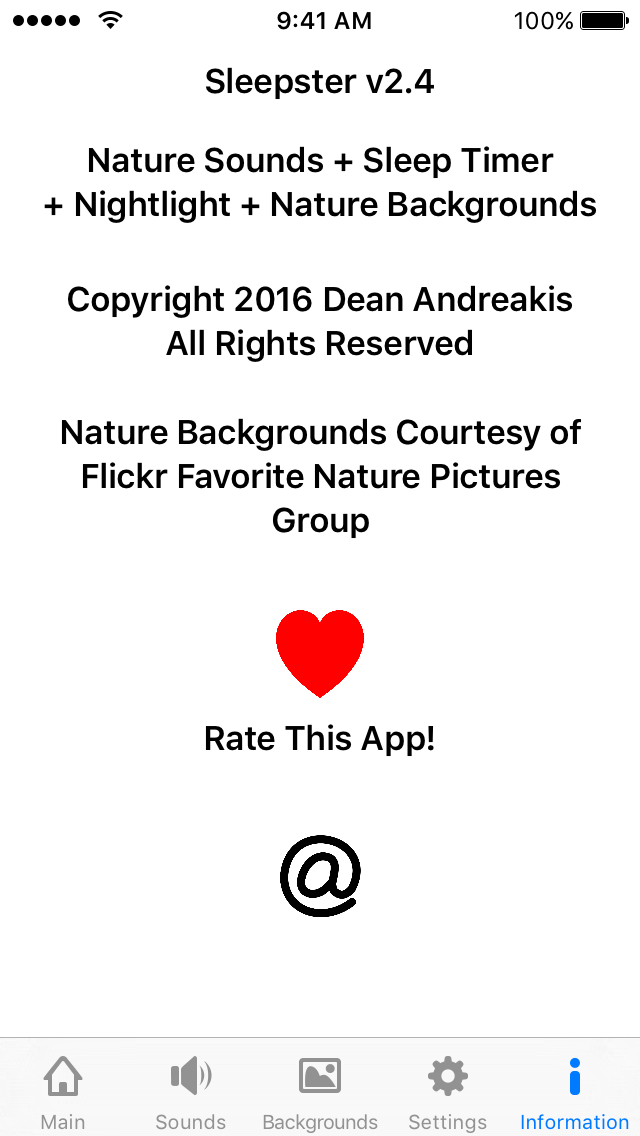 9:41 AM 100%
Sleepster v2.4
Nature Sounds + Sleep Timer
+ Nightlight + Nature Backgrounds
Copyright 2016 Dean Andreakis
All Rights Reserved
Nature Backgrounds Courtesy of
Flickr Favorite Nature Pictures
Group
Rate This App!
@
Main Sounds Backgrounds Settings Information